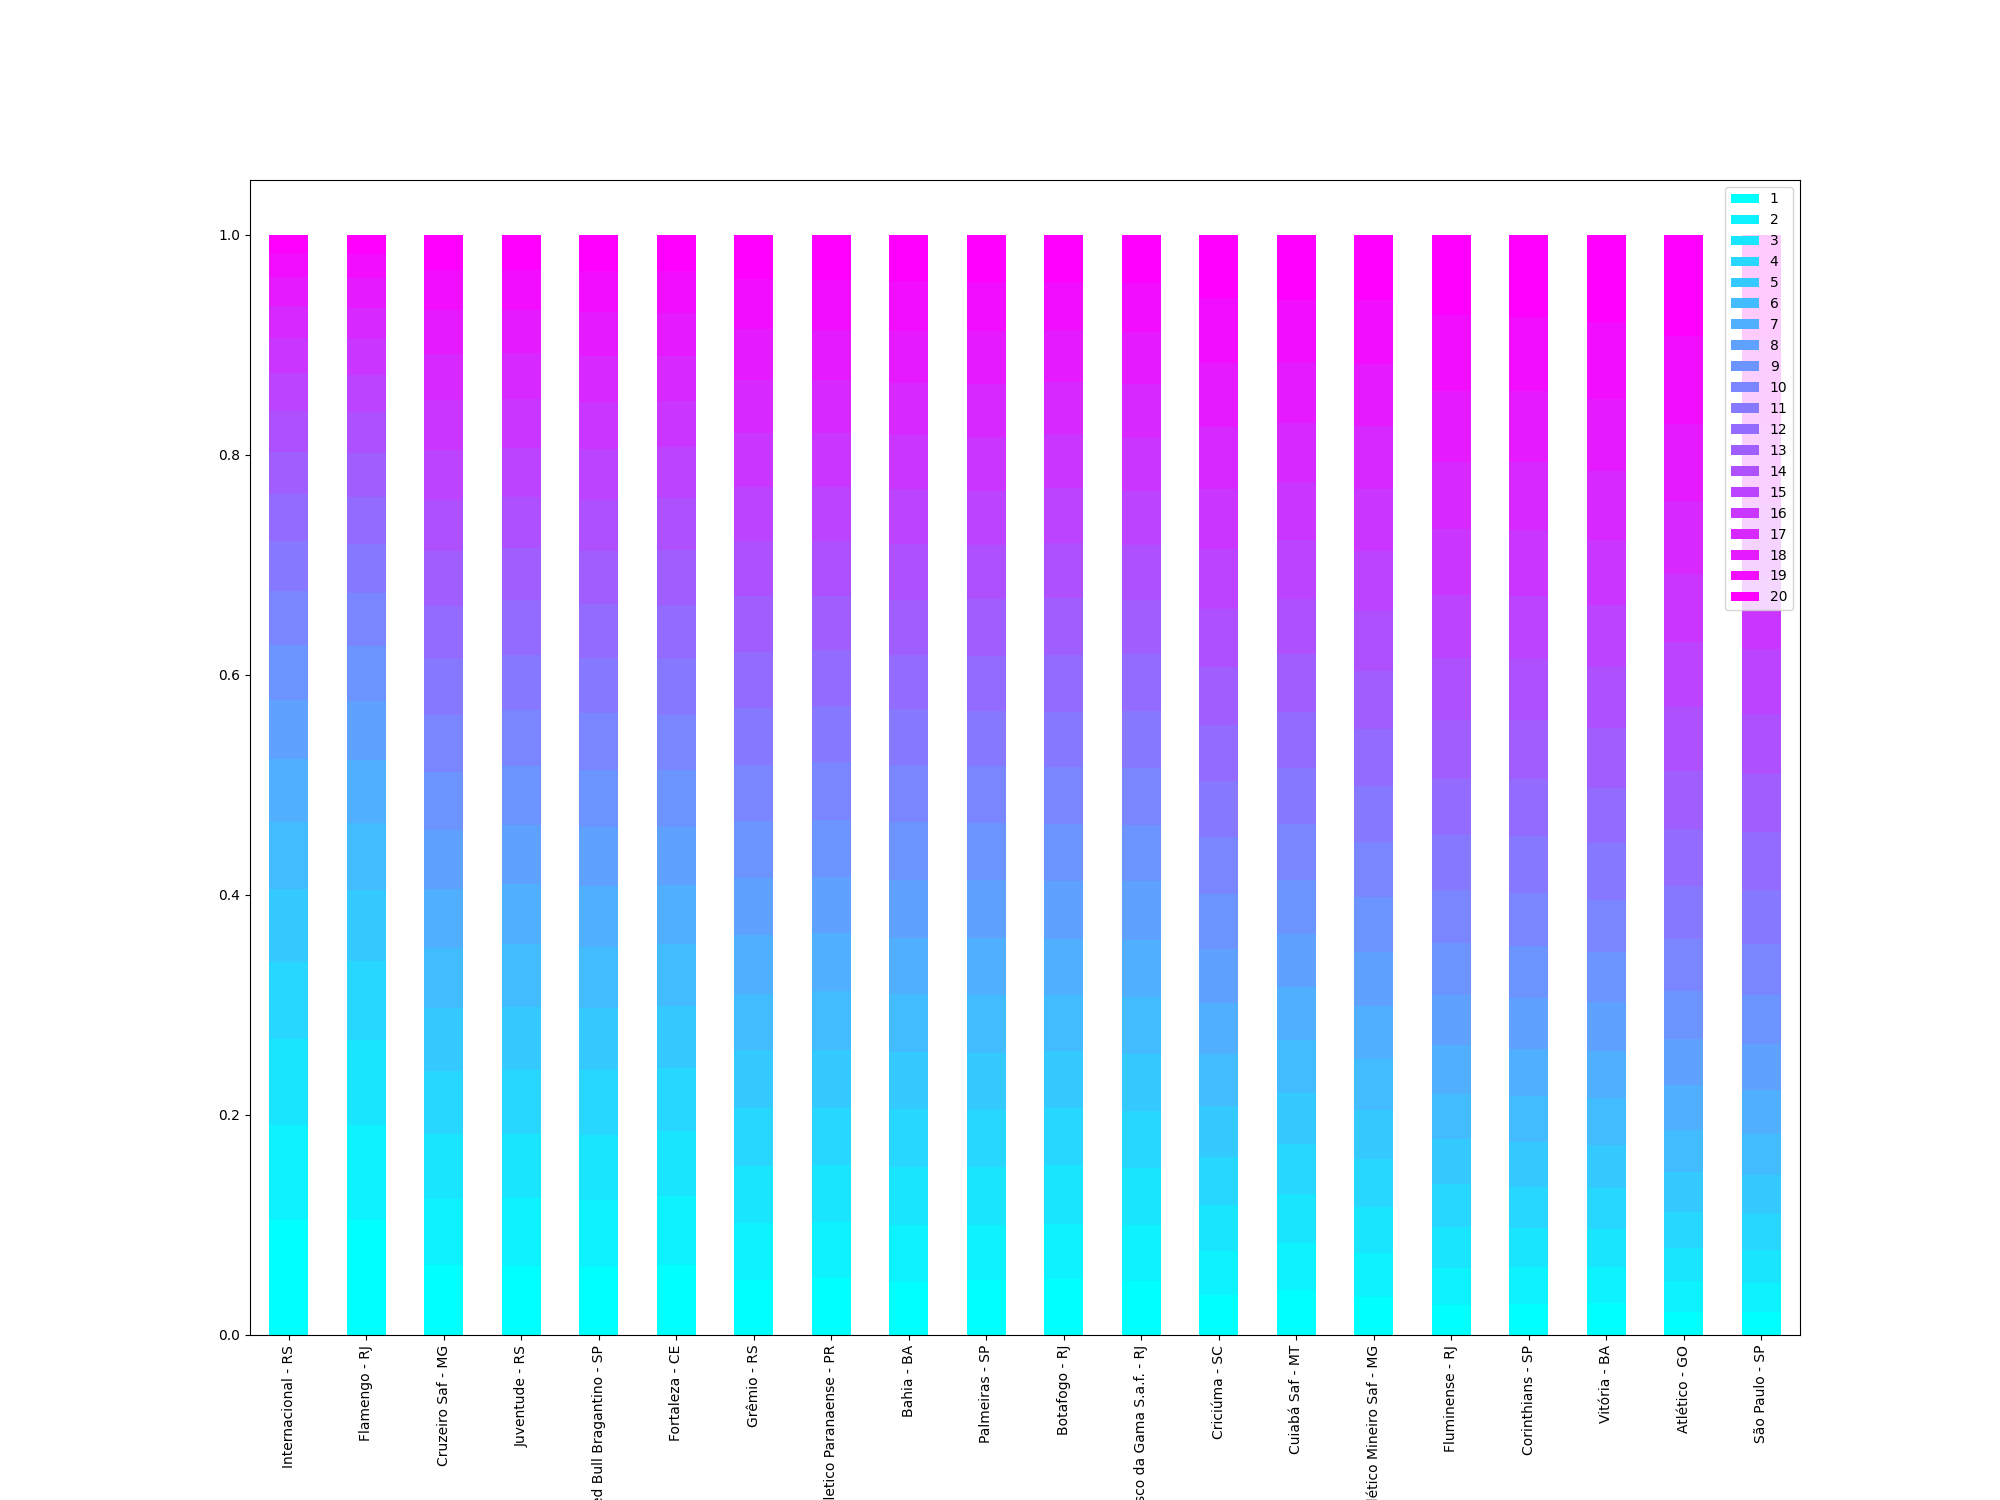 1
2
3
4
5
6
7
8
9
10
11
12
13
14
15
16
17
18
19
20
1.0
0.8
0.6
0.4
0.2
0.0
Internacional - RS
Flamengo - RJ
Cruzeiro Saf - MG
Juventude - RS
ed Bull Bragantino - SP
Fortaleza - CE
Grêmio - RS
letico Paranaense - PR
Bahia - BA
Palmeiras - SP
Botafogo - RJ
sco da Gama S.a.f. - RJ
Criciúma - SC
Cuiabá Saf - MT
lético Mineiro Saf - MG
Fluminense - RJ
Corinthians - SP
Vitória - BA
Atlético - GO
São Paulo - SP